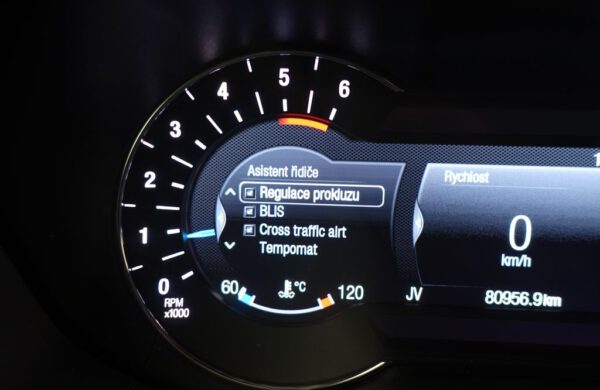 6
5
4
3
2
1
0
RPM
x1000
Asistent řidiče
Regulace prokluzu
BLIS
Cross traffic alrt
Tempomat
60
°C
120
Rychlost
0
km/h
JV
80956.9km